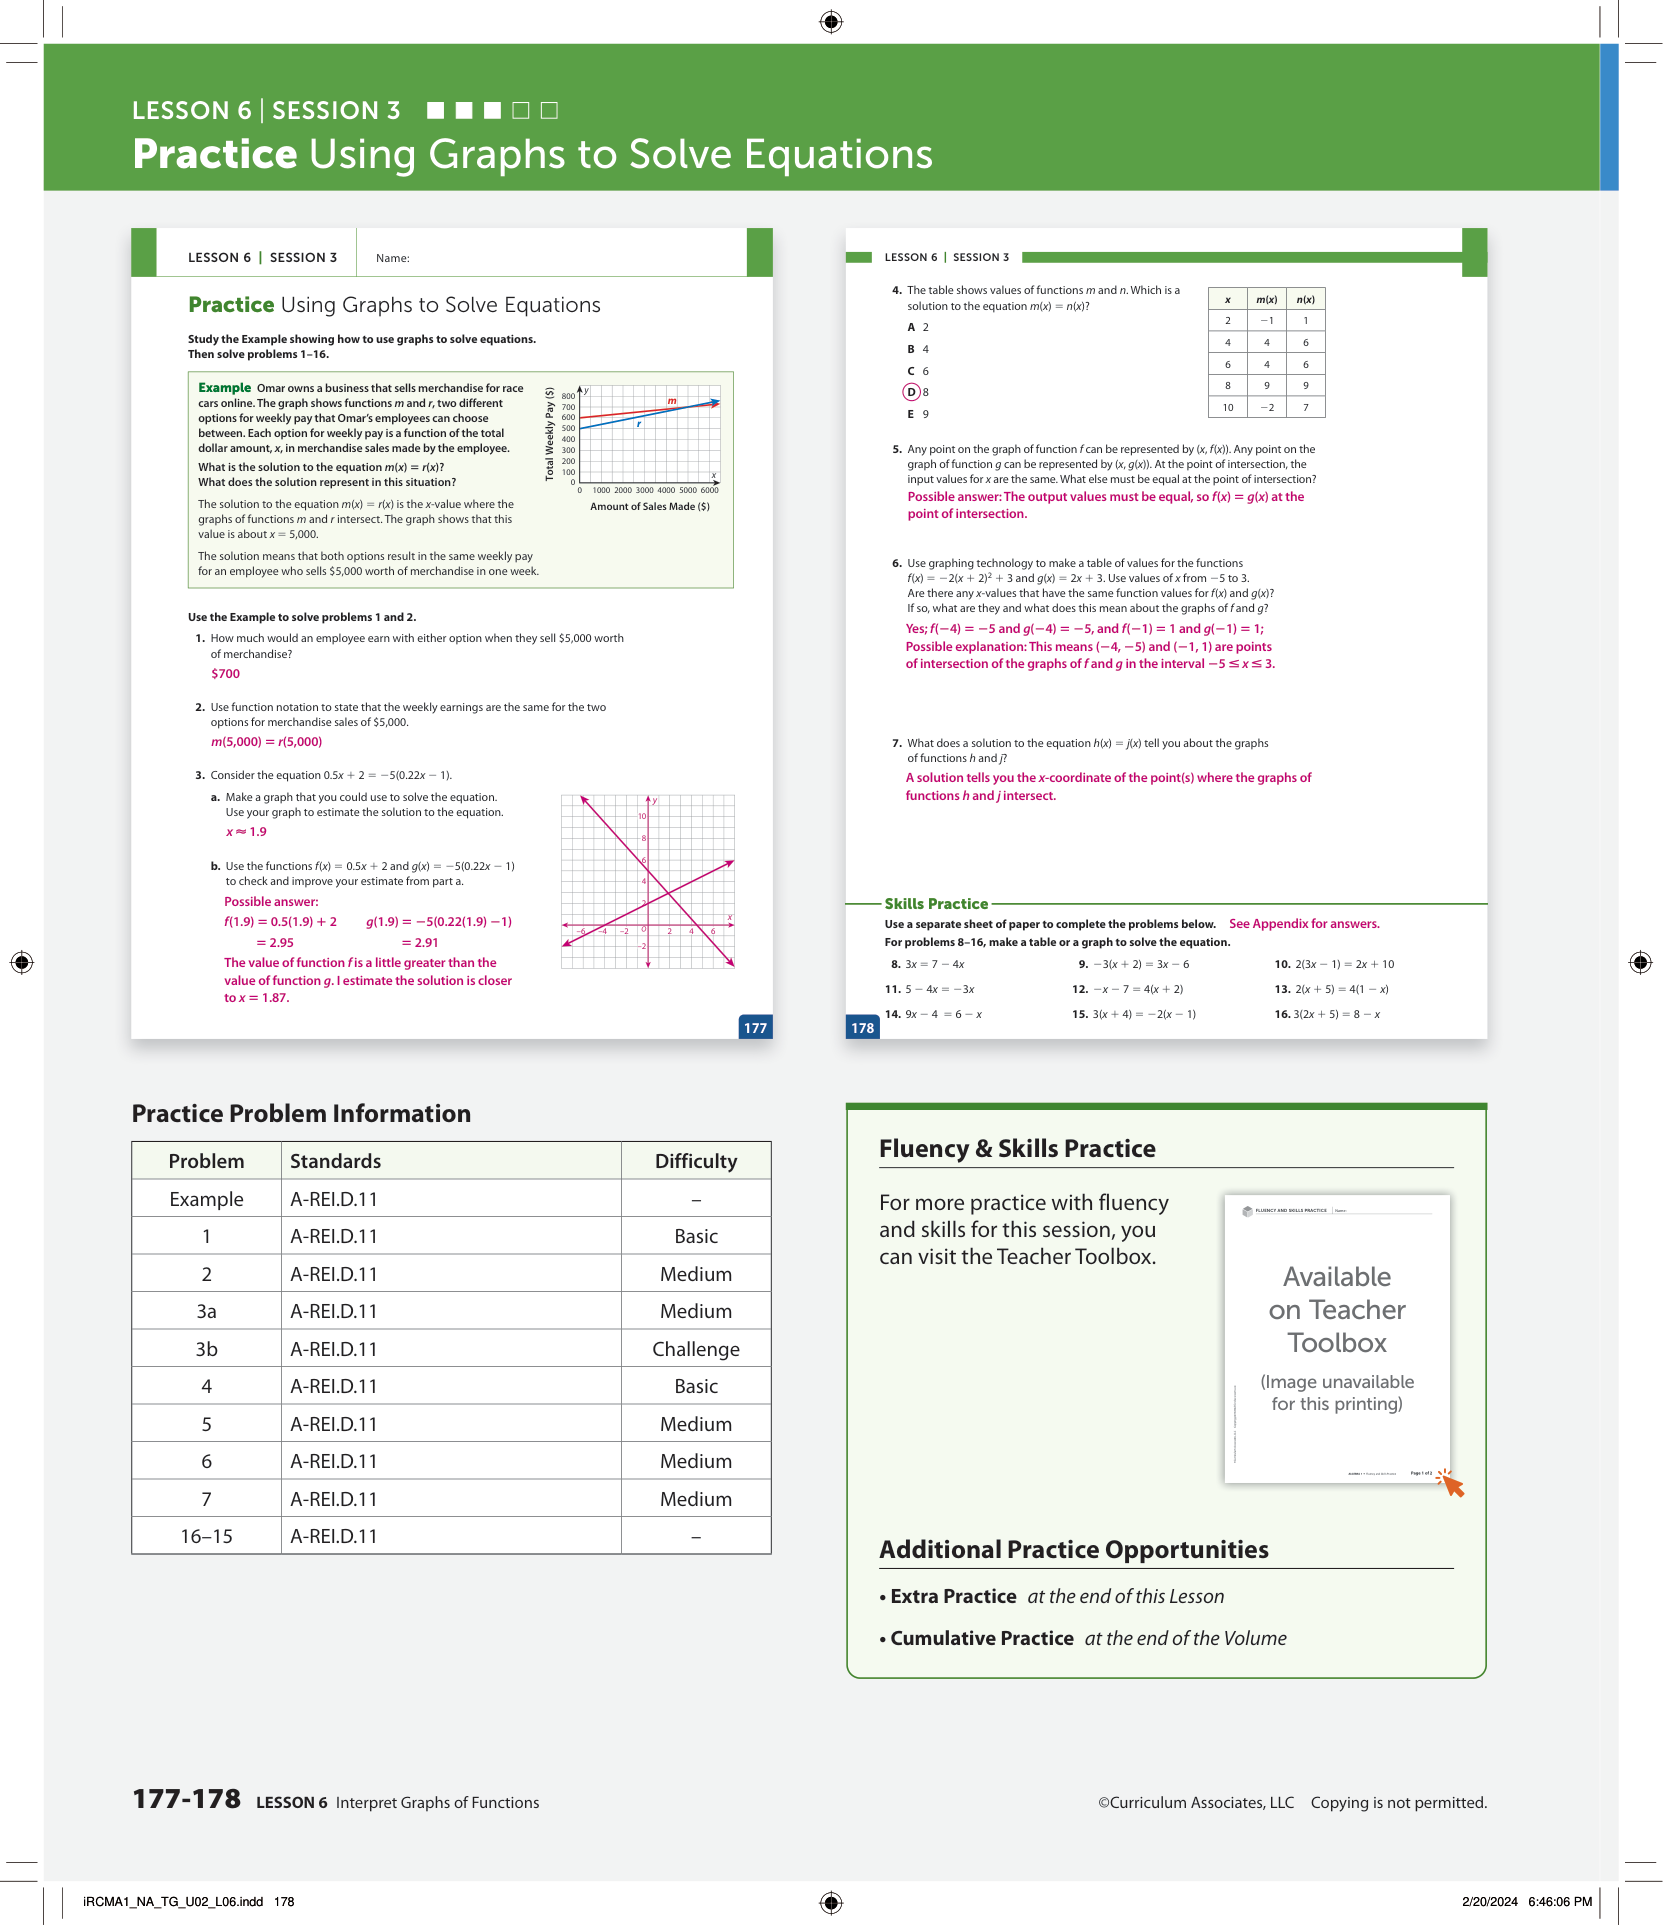 LESSON 6 | SESSION 3
Practice Using Graphs to Solve Equations
LESSON 6 | SESSION 3
Name:
Practice Using Graphs to Solve Equations
Study the Example showing how to use graphs to solve equations.
Then solve problems 1–16.
Example Omar owns a business that sells merchandise for race
cars online. The graph shows functions m and r, two different
options for weekly pay that Omar's employees can choose
between. Each option for weekly pay is a function of the total
dollar amount, x, in merchandise sales made by the employee.
What is the solution to the equation m(x) = r(x)?
What does the solution represent in this situation?
The solution to the equation m(x) = r(x) is the x-value where the
graphs of functions m and r intersect. The graph shows that this
value is about x = 5,000.
The solution means that both options result in the same weekly pay
for an employee who sells $5,000 worth of merchandise in one week.
Total Weekly Pay ($)
800
700
600
500
400
300
200
100
0
y
m
r
x
0 1000 2000 3000 4000 5000 6000
Amount of Sales Made ($)
Use the Example to solve problems 1 and 2.
1. How much would an employee earn with either option when they sell $5,000 worth
of merchandise?
$700
2. Use function notation to state that the weekly earnings are the same for the two
options for merchandise sales of $5,000.
m(5,000) = r(5,000)
3. Consider the equation 0.5x + 2 = −5(0.22x − 1).
a. Make a graph that you could use to solve the equation.
Use your graph to estimate the solution to the equation.
x ≈ 1.9
b. Use the functions f(x) = 0.5x + 2 and g(x) = −5(0.22x − 1)
to check and improve your estimate from part a.
Possible answer:
f(1.9) = 0.5(1.9) + 2 g(1.9) = −5(0.22(1.9) −1)
= 2.95 = 2.91
The value of function f is a little greater than the
value of function g. I estimate the solution is closer
to x = 1.87.
y
10
8
6
4
2
x
−6 −4 −2 0 2 4 6
−2
177
LESSON 6 | SESSION 3
4. The table shows values of functions m and n. Which is a
solution to the equation m(x) = n(x)?
A 2
B 4
C 6
D 8
E 9
x m(x) n(x)
2 −1 1
4 4 6
6 4 6
8 9 9
10 −2 7
5. Any point on the graph of function f can be represented by (x, f(x)). Any point on the
graph of function g can be represented by (x, g(x)). At the point of intersection, the
input values for x are the same. What else must be equal at the point of intersection?
Possible answer: The output values must be equal, so f(x) = g(x) at the
point of intersection.
6. Use graphing technology to make a table of values for the functions
f(x) = −2(x + 2)² + 3 and g(x) = 2x + 3. Use values of x from −5 to 3.
Are there any x-values that have the same function values for f(x) and g(x)?
If so, what are they and what does this mean about the graphs of f and g?
Yes; f(−4) = −5 and g(−4) = −5, and f(−1) = 1 and g(−1) = 1;
Possible explanation: This means (−4, −5) and (−1, 1) are points
of intersection of the graphs of f and g in the interval −5 ≤ x ≤ 3.
7. What does a solution to the equation h(x) = j(x) tell you about the graphs
of functions h and j?
A solution tells you the x-coordinate of the point(s) where the graphs of
functions h and j intersect.
Skills Practice
Use a separate sheet of paper to complete the problems below. See Appendix for answers.
For problems 8–16, make a table or a graph to solve the equation.
8. 3x = 7 − 4x 9. −3(x + 2) = 3x − 6 10. 2(3x − 1) = 2x + 10
11. 5 − 4x = −3x 12. −x − 7 = 4(x + 2) 13. 2(x + 5) = 4(1 − x)
14. 9x − 4 = 6 − x 15. 3(x + 4) = −2(x − 1) 16. 3(2x + 5) = 8 − x
178
Practice Problem Information
Problem Standards Difficulty
Example A-REI.D.11 –
1 A-REI.D.11 Basic
2 A-REI.D.11 Medium
3a A-REI.D.11 Medium
3b A-REI.D.11 Challenge
4 A-REI.D.11 Basic
5 A-REI.D.11 Medium
6 A-REI.D.11 Medium
7 A-REI.D.11 Medium
16–15 A-REI.D.11 –
Fluency & Skills Practice
For more practice with fluency
and skills for this session, you
can visit the Teacher Toolbox.
FLUENCY AND SKILLS PRACTICE | Name:
Available
on Teacher
Toolbox
(Image unavailable
for this printing)
Page 1 of 2
Additional Practice Opportunities
• Extra Practice at the end of this Lesson
• Cumulative Practice at the end of the Volume
177-178 LESSON 6 Interpret Graphs of Functions
©Curriculum Associates, LLC Copying is not permitted.
iRCMA1_NA_TG_U02_L06.indd 178
2/20/2024 6:46:06 PM